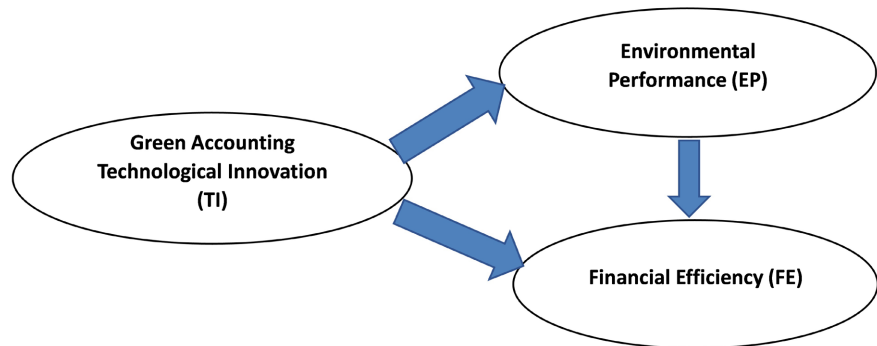 Environmental
Performance (EP)
Green Accounting
Technological Innovation
(TI)
Financial Efficiency (FE)